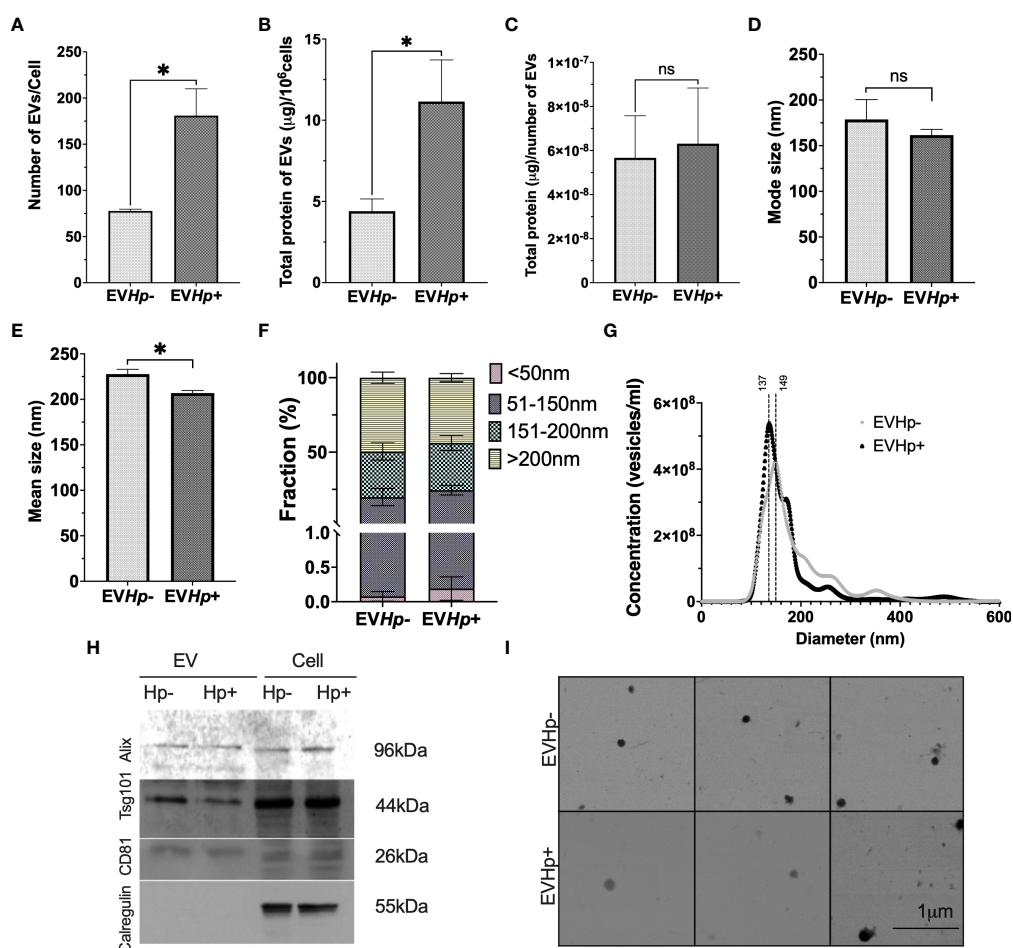 A
Number of EVs/Cell
250
200
150
100
50
0
*
EVHp-
EVHp+
B
Total protein of EVs (μg)/10⁶cells
15
10
5
0
*
EVHp-
EVHp+
C
Total protein (μg)/number of EVs
1×10⁻⁷
8×10⁻⁸
6×10⁻⁸
4×10⁻⁸
2×10⁻⁸
0
ns
EVHp-
EVHp+
D
Mode size (nm)
250
200
150
100
50
0
ns
EVHp-
EVHp+
E
Mean size (nm)
250
200
150
100
50
0
*
EVHp-
EVHp+
F
Fraction (%)
100
50
1.0
0.5
0.0
EVHp-
EVHp+
<50nm
51-150nm
151-200nm
>200nm
G
Concentration (vesicles/ml)
6×10⁸
4×10⁸
2×10⁸
0
137
149
EVHp-
EVHp+
0
200
400
600
Diameter (nm)
H
EV
Cell
Hp-
Hp+
Hp-
Hp+
Alix
96kDa
Tsg101
44kDa
CD81
26kDa
Calregulin
55kDa
I
EVHp-
EVHp+
1μm